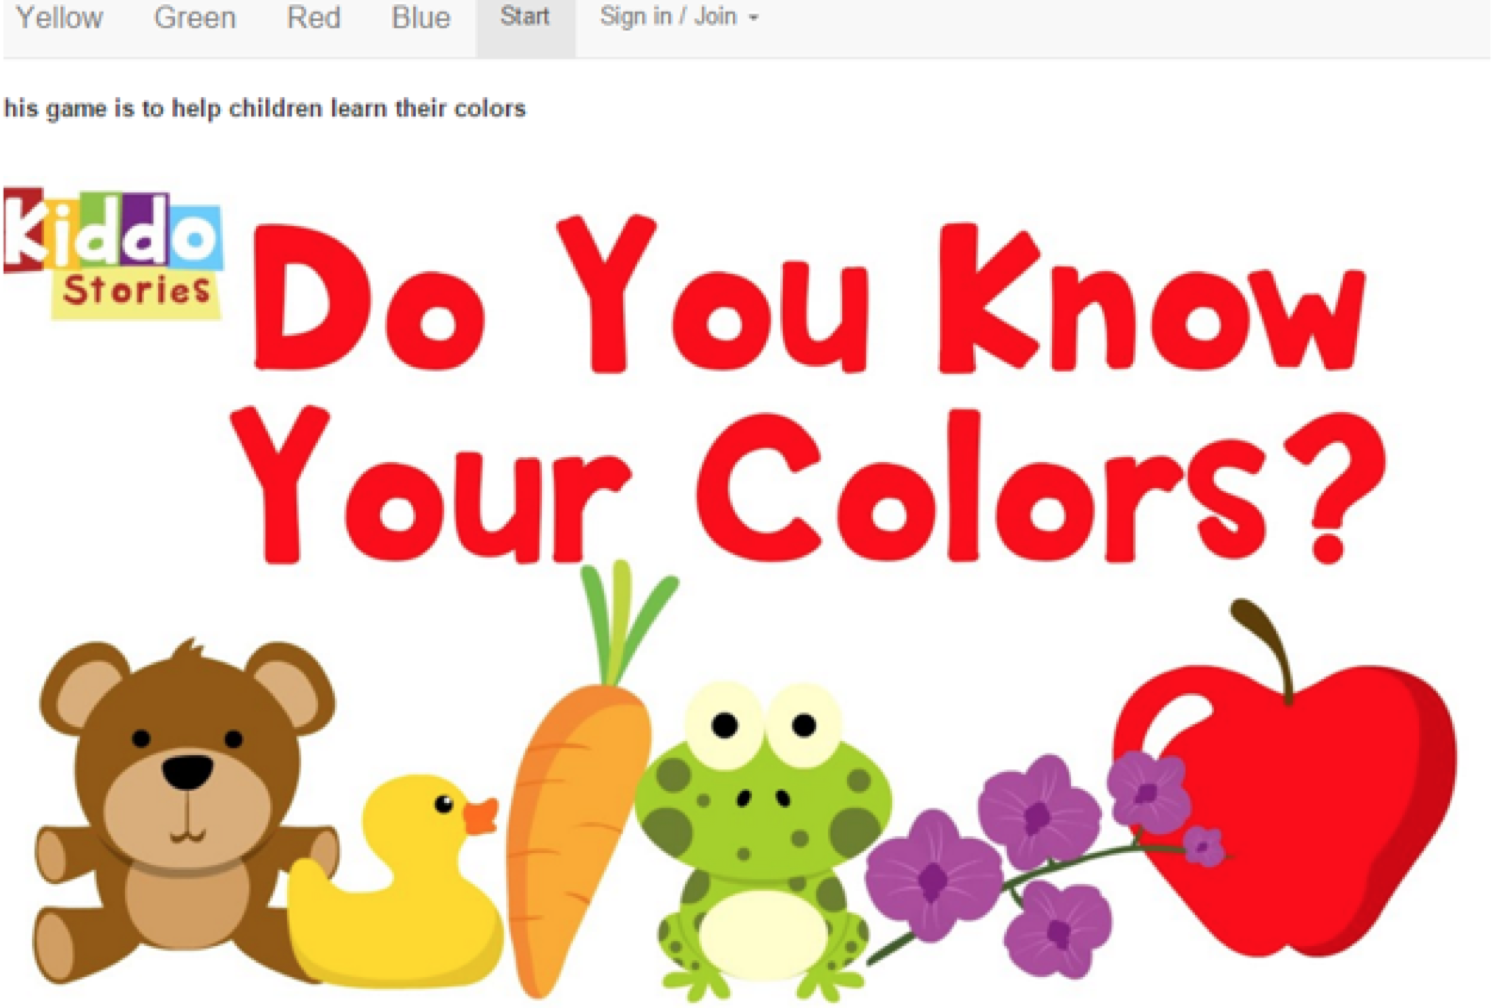 Yellow Green Red Blue Start Sign in / Join
his game is to help children learn their colors
Kiddo
Stories
Do You Know
Your Colors?